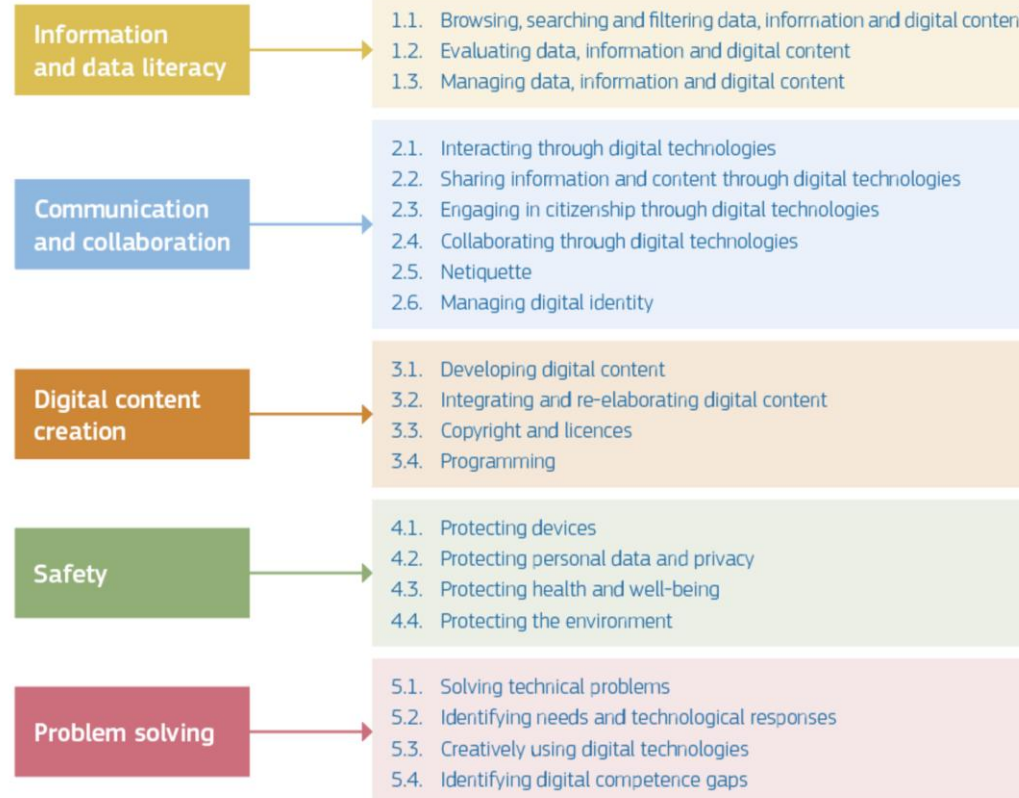 Information
and data literacy
1.1. Browsing, searching and filtering data, information and digital conten
1.2. Evaluating data, information and digital content
1.3. Managing data, information and digital content
Communication
and collaboration
2.1. Interacting through digital technologies
2.2. Sharing information and content through digital technologies
2.3. Engaging in citizenship through digital technologies
2.4. Collaborating through digital technologies
2.5. Netiquette
2.6. Managing digital identity
Digital content
creation
3.1. Developing digital content
3.2. Integrating and re-elaborating digital content
3.3. Copyright and licences
3.4. Programming
Safety
4.1. Protecting devices
4.2. Protecting personal data and privacy
4.3. Protecting health and well-being
4.4. Protecting the environment
Problem solving
5.1. Solving technical problems
5.2. Identifying needs and technological responses
5.3. Creatively using digital technologies
5.4. Identifying digital competence gaps